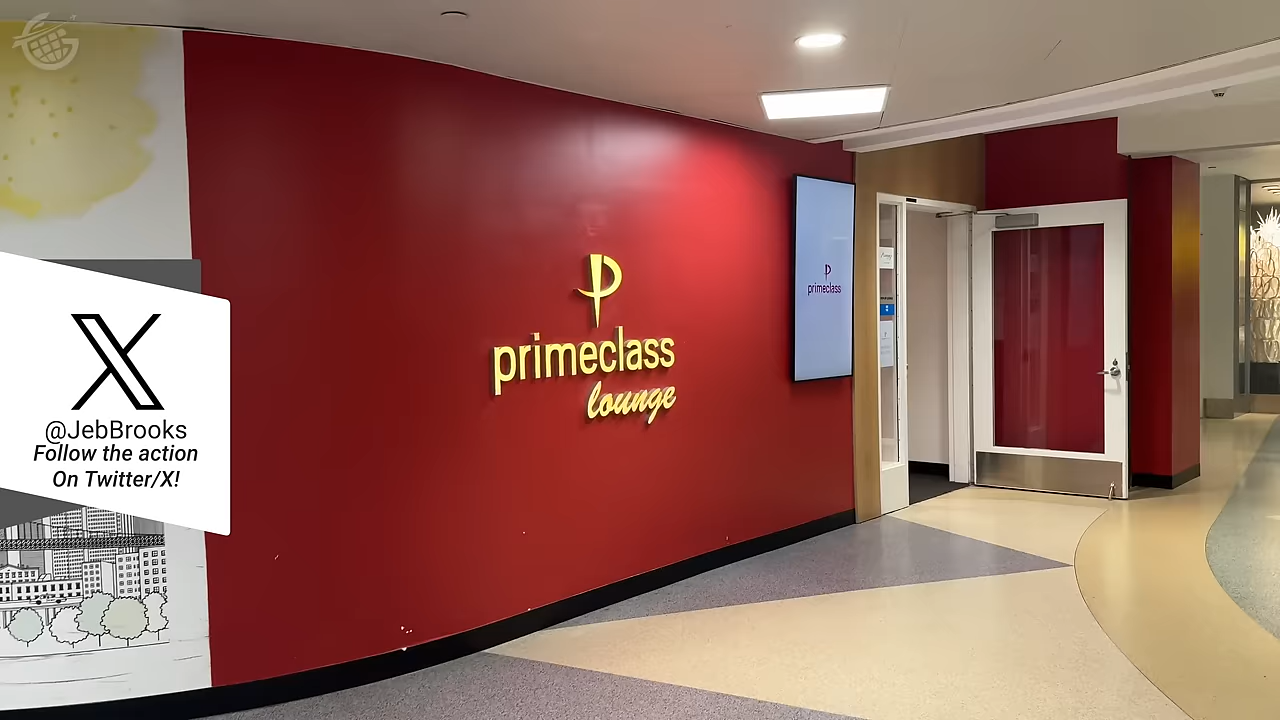 primeclass
lounge
primeclass
@JebBrooks
Follow the action
On Twitter/X!